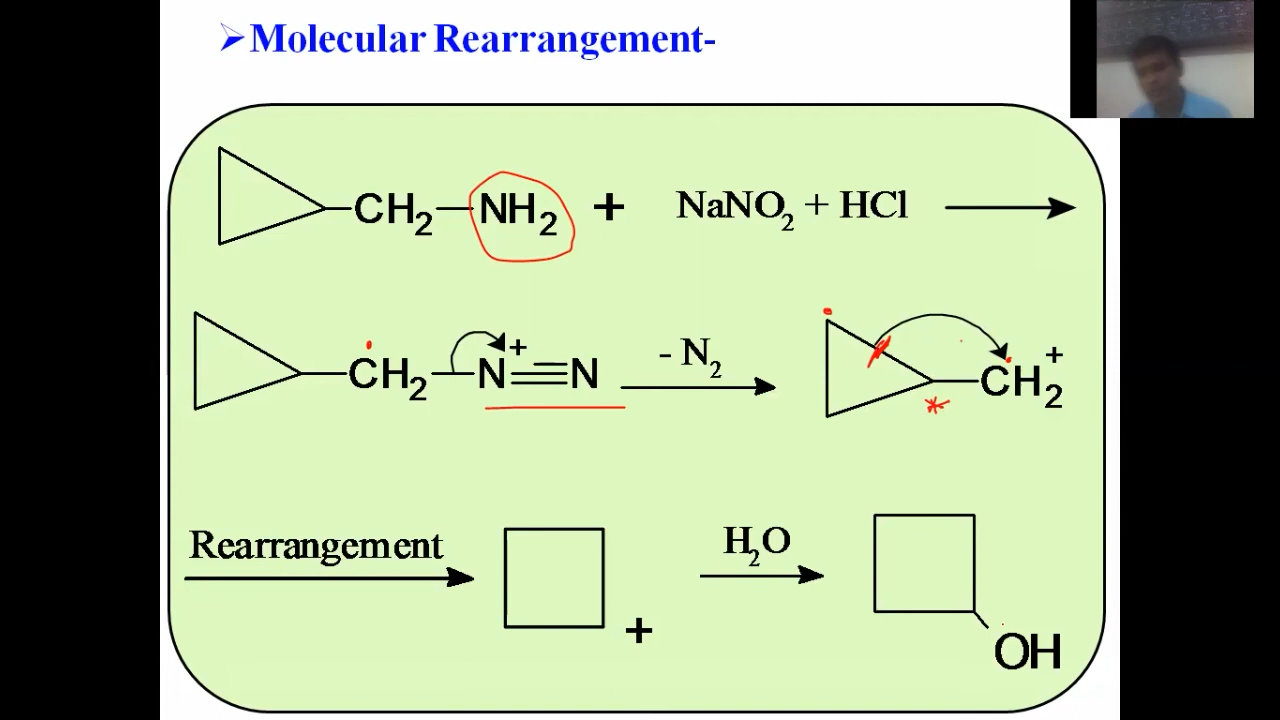 ➢Molecular Rearrangement-
CH₂—NH₂ + NaNO₂ + HCl
CH₂—N⁺≡N - N₂ CH₂⁺
Rearrangement + H₂O
OH